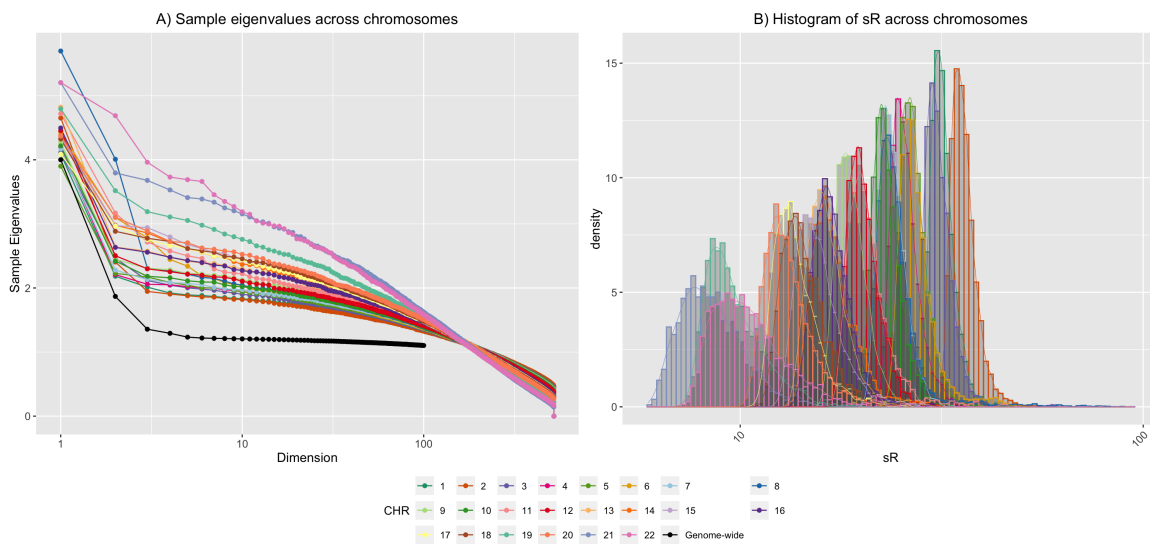 A) Sample eigenvalues across chromosomes
B) Histogram of sR across chromosomes
Sample Eigenvalues
4
2
0
1
10
100
Dimension
density
15
10
5
0
10
100
sR
CHR
1 2 3 4 5 6 7 8
9 10 11 12 13 14 15 16
17 18 19 20 21 22 Genome-wide